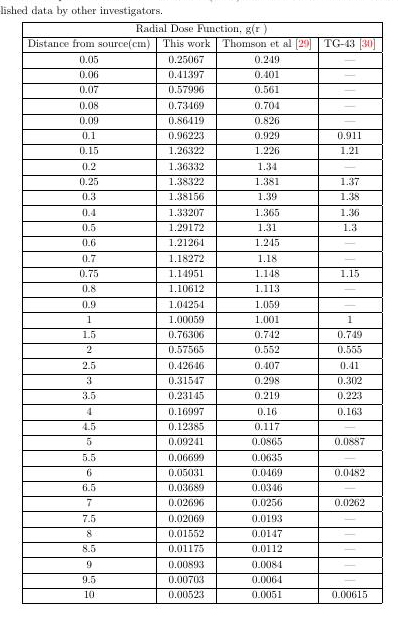 lished data by other investigators.
Radial Dose Function, g(r )
Distance from source(cm) This work Thomson et al [29] TG-43 [30]
0.05 0.25067 0.249 —
0.06 0.41397 0.401 —
0.07 0.57996 0.561 —
0.08 0.73469 0.704 —
0.09 0.86419 0.826 —
0.1 0.96223 0.929 0.911
0.15 1.26322 1.226 1.21
0.2 1.36332 1.34 —
0.25 1.38322 1.381 1.37
0.3 1.38156 1.39 1.38
0.4 1.33207 1.365 1.36
0.5 1.29172 1.31 1.3
0.6 1.21264 1.245 —
0.7 1.18272 1.18 —
0.75 1.14951 1.148 1.15
0.8 1.10612 1.113 —
0.9 1.04254 1.059 —
1 1.00059 1.001 1
1.5 0.76306 0.742 0.749
2 0.57565 0.552 0.555
2.5 0.42646 0.407 0.41
3 0.31547 0.298 0.302
3.5 0.23145 0.219 0.223
4 0.16997 0.16 0.163
4.5 0.12385 0.117 —
5 0.09241 0.0865 0.0887
5.5 0.06699 0.0635 —
6 0.05031 0.0469 0.0482
6.5 0.03689 0.0346 —
7 0.02696 0.0256 0.0262
7.5 0.02069 0.0193 —
8 0.01552 0.0147 —
8.5 0.01175 0.0112 —
9 0.00893 0.0084 —
9.5 0.00703 0.0064 —
10 0.00523 0.0051 0.00615